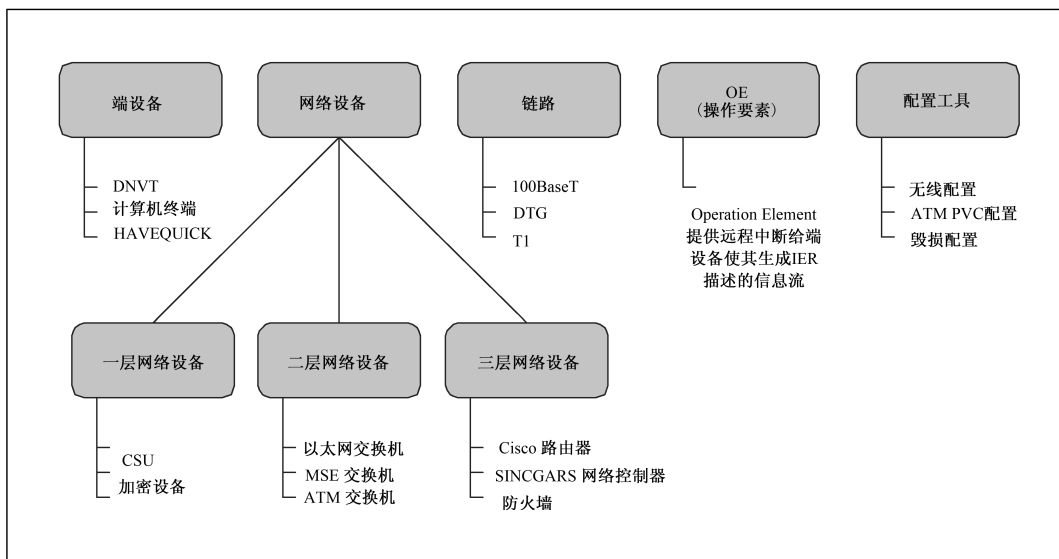 端设备
DNVT
计算机终端
HAVEQUICK
网络设备
链路
100BaseT
DTG
T1
OE
(操作要素)
Operation Element
提供远程中断给端
设备使其生成IER
描述的信息流
配置工具
无线配置
ATM PVC配置
毁损配置
一层网络设备
CSU
加密设备
二层网络设备
以太网交换机
MSE 交换机
ATM 交换机
三层网络设备
Cisco 路由器
SINCGARS 网络控制器
防火墙